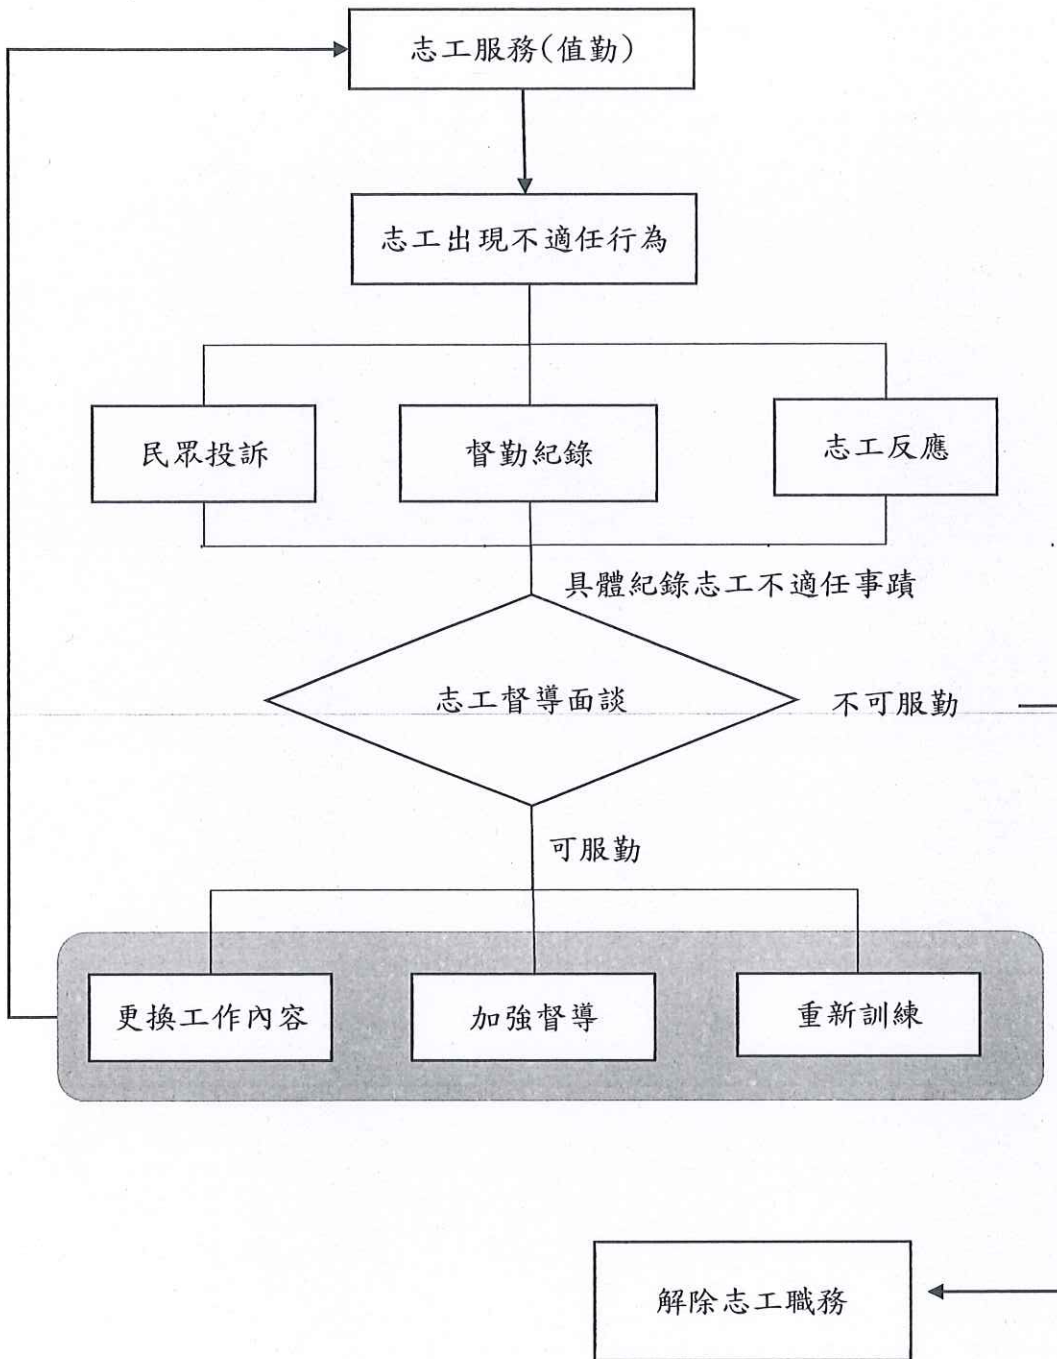 志工服務(值勤)
志工出現不適任行為
民眾投訴
督勤紀錄
志工反應
具體紀錄志工不適任事蹟
志工督導面談
不可服勤
可服勤
更換工作內容
加強督導
重新訓練
解除志工職務